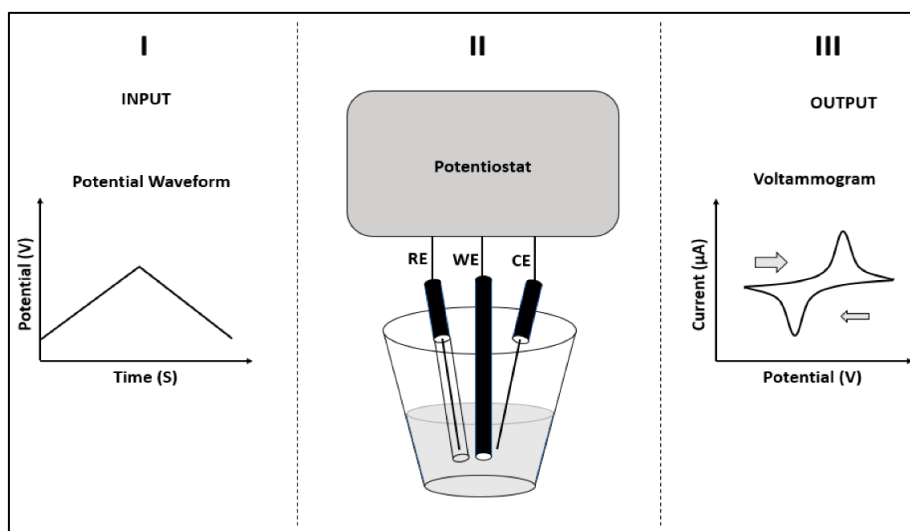 I
INPUT
Potential Waveform
Potential (V)
Time (S)
II
Potentiostat
RE WE CE
III
OUTPUT
Voltammogram
Current (µA)
Potential (V)